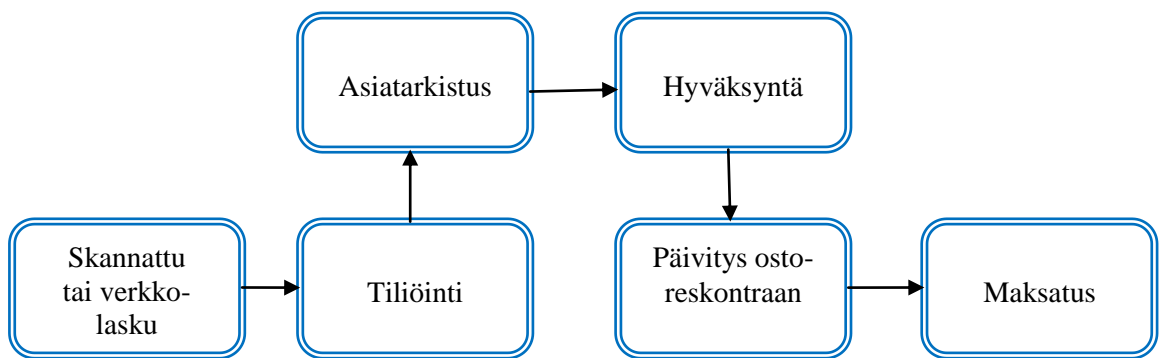 Asiatarkistus
Hyväksyntä
Skannattu
tai verkko-
lasku
Tiliöinti
Päivitys osto-
reskontraan
Maksatus